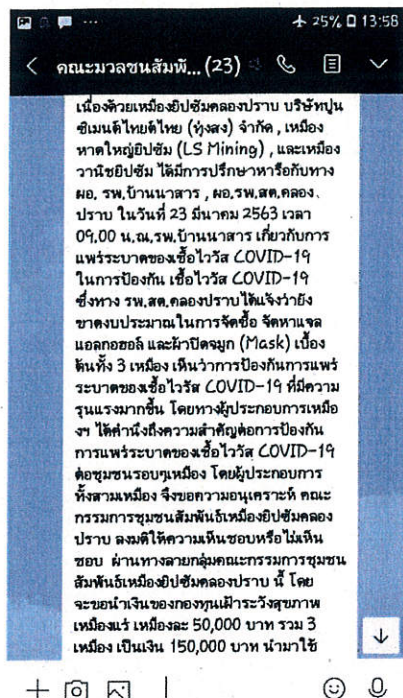 25% 13:58
คณะมวลชนสัมพั... (23)
เนื่องด้วยเหมืองยิปซัมคลองปราบ บริษัทปูน
ซิเมนต์ไทยต์ไทย (ทุ่งสง) จำกัด , เหมือง
หาดใหญ่ยิปซัม (LS Mining) , และเหมือง
วานิชยิปซัม ได้มีการปรึกษาหารือกับทาง
ผอ. รพ.บ้านนาสาร , ผอ.รพ.สต.คลอง
ปราบ ในวันที่ 23 มีนาคม 2563 เวลา
09.00 น.ณ.รพ.บ้านนาสาร เกี่ยวกับการ
แพร่ระบาดของเชื้อไวรัส COVID-19
ในการป้องกัน เชื้อไวรัส COVID-19
ซึ่งทาง รพ.สต.คลองปราบได้แจ้งว่ายัง
ขาดงบประมาณในการจัดซื้อ จัดหาเจล
แอลกอฮอล์ และผ้าปิดจมูก (Mask) เบื้อง
ต้นทั้ง 3 เหมือง เห็นว่าการป้องกันการแพร่
ระบาดของเชื้อไวรัส COVID-19 ที่มีความ
รุนแรงมากขึ้น โดยทางผู้ประกอบการเหมือ
งฯ ได้คำนึงถึงความสำคัญต่อการป้องกัน
การแพร่ระบาดของเชื้อไวรัส COVID-19
ต่อชุมชนรอบๆเหมือง โดยผู้ประกอบการ
ทั้งสามเหมือง จึงขอความอนุเคราะห์ คณะ
กรรมการชุมชนสัมพันธ์เหมืองยิปซัมคลอง
ปราบ ลงมติให้ความเห็นชอบหรือไม่เห็น
ชอบ ผ่านทางลายกลุ่มคณะกรรมการชุมชน
สัมพันธ์เหมืองยิปซัมคลองปราบ นี้ โดย
จะขอนำเงินของกองทุนเฝ้าระวังสุขภาพ
เหมืองแร่ เหมืองละ 50,000 บาท รวม 3
เหมือง เป็นเงิน 150,000 บาท นำมาใช้